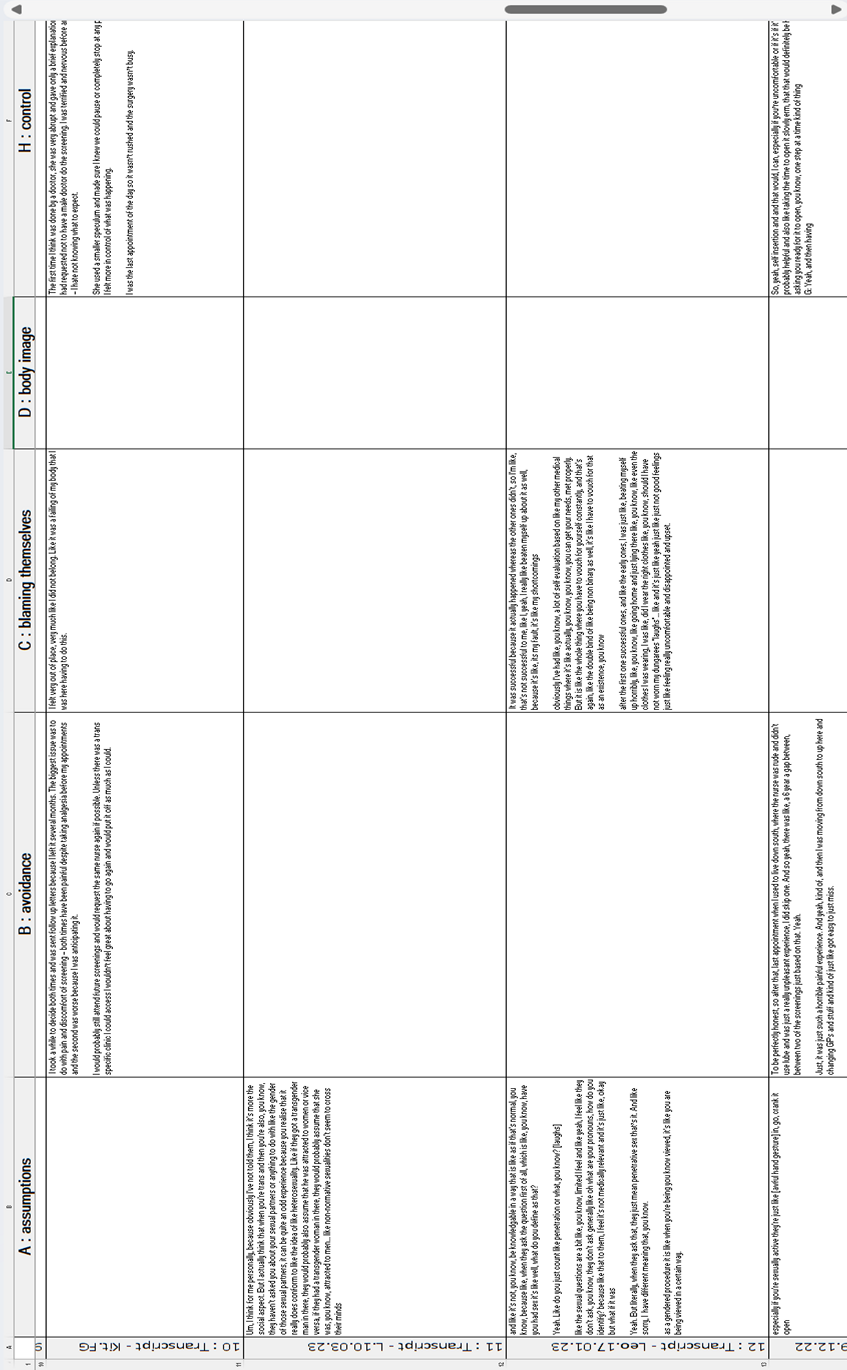 A B C D E F
1 A : assumptions B : avoidance C : blaming themselves D : body image H : control
10
10 : Transcript - Kit.FG
I took a while to decide both times and was sent follow up letters because I left it several months. The biggest issue was to
do with pain and discomfort of screening – both times have been painful despite taking analgesia before my appointments
and the second was worse because I was anticipating it.
I would probably still attend future screenings and would request the same nurse again if possible. Unless there was a trans
specific clinic I could access I wouldn't feel great about having to go again and would put it off as much as I could.
I felt very out of place, very much like I did not belong. Like it was a failing of my body that I
was here having to do this.
The first time I think was done by a doctor, she was very abrupt and gave only a brief explanation
had requested not to have a male doctor do the screening. I was terrified and nervous before
– I hate not knowing what to expect.
She used a smaller speculum and made sure I knew we could pause or completely stop at any
I felt more in control of what was happening.
I was the last appointment of the day so it wasn't rushed and the surgery wasn't busy.
11
11 : Transcript - L.10.03.23
Um, I think for me personally, because obviously I've not told them, I think it's more the
social aspect. But I actually think that when you're trans and then you're also, you know,
they haven't asked you about your sexual partners or anything to do with like the gender
of those sexual partners, it can be quite an odd experience because you realise that it
really does conform to like the idea of like heterosexuality. Like if they got a transgender
man in there, they would probably also assume that he was attracted to women or vice
versa, if they had a transgender woman in there, they would probably assume that she
was, you know, attracted to men... like non-normative sexualities don't seem to cross
their minds
12
12 : Transcript - Leo.17.01.23
and like it's not, you know, be knowledgable in a way that is like as if that's normal, you
know, because like, when they ask the question first of all, which is like, you know, have
you had sex it's like well, what do you define as that?
Yeah. Like do you just count like penetration or what, you know? [laughs]
like the sexual questions are a bit like, you know, limited I feel and like yeah, I feel like they
don't ask, you know, they don't ask generally like oh what are your pronouns, how do you
identify? because like that to them, I feel it's not medically relevant and it's just like, okay
but what if it was
Yeah. But literally, when they ask that, they just mean penetrative sex that's it. And like
sorry, I have different meaning that, you know.
as a gendered procedure it is like when you're being you know viewed, it's like you are
being viewed in a certain way.
It was successful because it actually happened whereas the other ones didn't, so I'm like,
that's not successful to me, like I, yeah, I really like beaten myself up about it as well,
because it's like, its my fault, it's like my shortcomings
obviously I've had like, you know, a lot of self evaluation based on like my other medical
things where it's like actually, you know, you know, you can get your needs, met properly.
But it is like the whole thing where you have to vouch for yourself constantly, and that's
again, like the double bind of like being non binary as well, it's like I have to vouch for that
as an existence, you know
after the first one successful ones, and like the early ones, I was just like, beating myself
up horribly, like, you know, like going home and just lying there like, you know, like even the
clothes I was wearing, I was like, did I wear the right clothes like, you know, should I have
not worn my dungarees *laughs*... like and it's just like yeah just like just not good feelings
just like feeling really uncomfortable and disappointed and upset.
13
9.12.22
especially if you're sexually active they're just like [awful hand gesture] in, go, crank it
open
To be perfectly honest, so after that, last appointment when I used to live down south, where the nurse was rude and didn't
use lube and was just a really unpleasant experience, I did skip one. And so yeah, there was like, a 6 year a gap between,
between two of the screenings just based on that. Yeah.
Just, it was just such a horrible painful experience. And yeah, kind of, and then I was moving from down south to up here and
changing GPs and stuff and kind of just like got easy to just miss.
So, yeah, self insertion and and that would, I can, especially if you're uncomfortable or if it's if it'
probably helpful and also like taking the time to open it slowly erm, that that would definitely be
asking you ready for it to open, you know, one step at a time kind of thing
G: Yeah, and then having